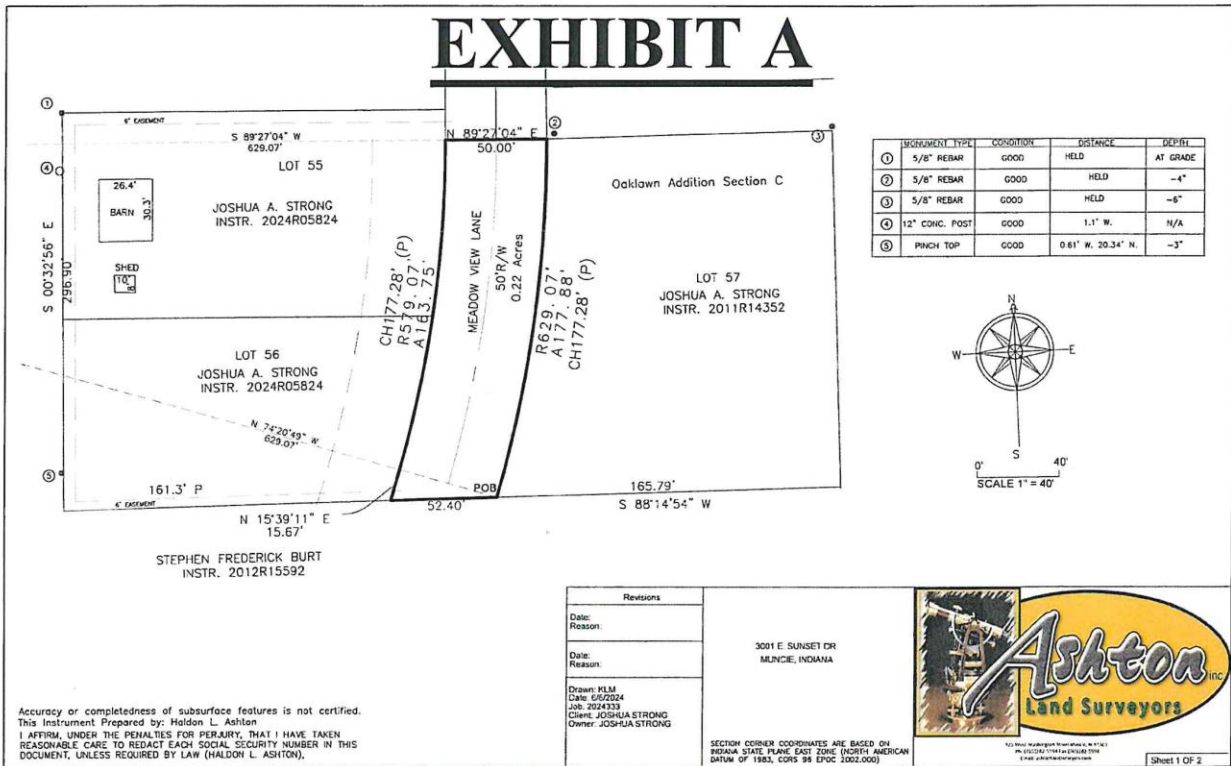 EXHIBIT A
①
6" EASEMENT
S 89°27'04" W
629.07'
N 89°27'04" E
50.00'
②
③
④
LOT 55
26.4'
BARN
30.3'
JOSHUA A. STRONG
INSTR. 2024R05824
SHED
10'
8'
S 00°32'56" E
296.90'
Oaklawn Addition Section C
CH177.28' (P)
R579.07'
A163.75'
MEADOW VIEW LANE
50'R/W
0.22 Acres
R629.07'
A177.88'
CH177.28' (P)
LOT 57
JOSHUA A. STRONG
INSTR. 2011R14352
LOT 56
JOSHUA A. STRONG
INSTR. 2024R05824
N 74°20'49" W
629.07'
⑤
161.3' P
6" EASEMENT
POB
52.40'
165.79'
S 88°14'54" W
N 15°39'11" E
15.67'
STEPHEN FREDERICK BURT
INSTR. 2012R15592
MONUMENT TYPE CONDITION DISTANCE DEPTH
① 5/8" REBAR GOOD HELD AT GRADE
② 5/8" REBAR GOOD HELD -4"
③ 5/8" REBAR GOOD HELD -6"
④ 12" CONC. POST GOOD 1.1' W. N/A
⑤ PINCH TOP GOOD 0.61' W. 20.34' N. -3"
N
W
E
S
0' 40'
SCALE 1" = 40'
Revisions
Date:
Reason:
Date:
Reason:
Drawn: KLM
Date: 6/6/2024
Job: 2024333
Client: JOSHUA STRONG
Owner: JOSHUA STRONG
3001 E. SUNSET DR
MUNCIE, INDIANA
SECTION CORNER COORDINATES ARE BASED ON
INDIANA STATE PLANE EAST ZONE (NORTH AMERICAN
DATUM OF 1983, CORS 96 EPOC 2002.000)
Ashton inc.
Land Surveyors
Sheet 1 OF 2
Accuracy or completedness of subsurface features is not certified.
This Instrument Prepared by: Haldon L. Ashton
I AFFIRM, UNDER THE PENALTIES FOR PERJURY, THAT I HAVE TAKEN
REASONABLE CARE TO REDACT EACH SOCIAL SECURITY NUMBER IN THIS
DOCUMENT, UNLESS REQUIRED BY LAW (HALDON L. ASHTON),